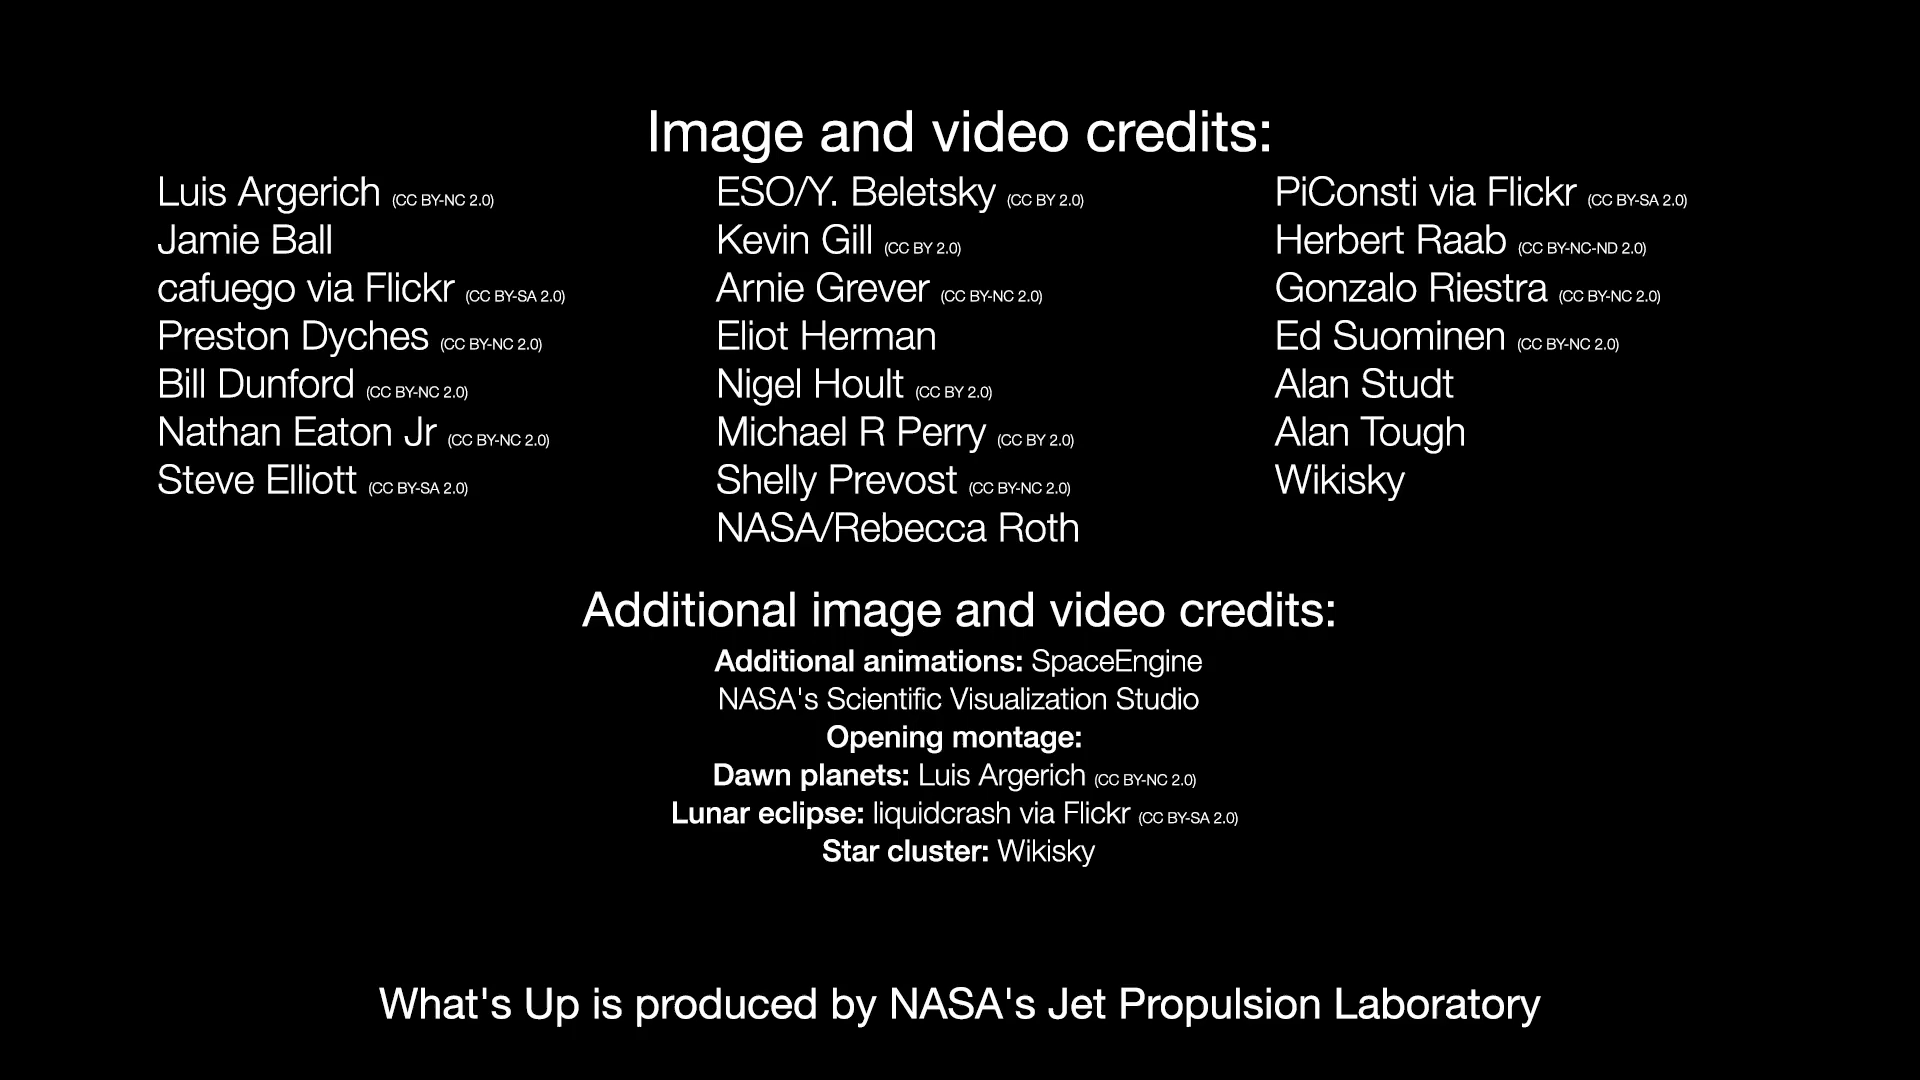 Image and video credits:
Luis Argerich (CC BY-NC 2.0)
Jamie Ball
cafuego via Flickr (CC BY-SA 2.0)
Preston Dyches (CC BY-NC 2.0)
Bill Dunford (CC BY-NC 2.0)
Nathan Eaton Jr (CC BY-NC 2.0)
Steve Elliott (CC BY-SA 2.0)
ESO/Y. Beletsky (CC BY 2.0)
Kevin Gill (CC BY 2.0)
Arnie Grever (CC BY-NC 2.0)
Eliot Herman
Nigel Hoult (CC BY 2.0)
Michael R Perry (CC BY 2.0)
Shelly Prevost (CC BY-NC 2.0)
NASA/Rebecca Roth
PiConsti via Flickr (CC BY-SA 2.0)
Herbert Raab (CC BY-NC-ND 2.0)
Gonzalo Riestra (CC BY-NC 2.0)
Ed Suominen (CC BY-NC 2.0)
Alan Studt
Alan Tough
Wikisky
Additional image and video credits:
Additional animations: SpaceEngine
NASA's Scientific Visualization Studio
Opening montage:
Dawn planets: Luis Argerich (CC BY-NC 2.0)
Lunar eclipse: liquidcrash via Flickr (CC BY-SA 2.0)
Star cluster: Wikisky
What's Up is produced by NASA's Jet Propulsion Laboratory